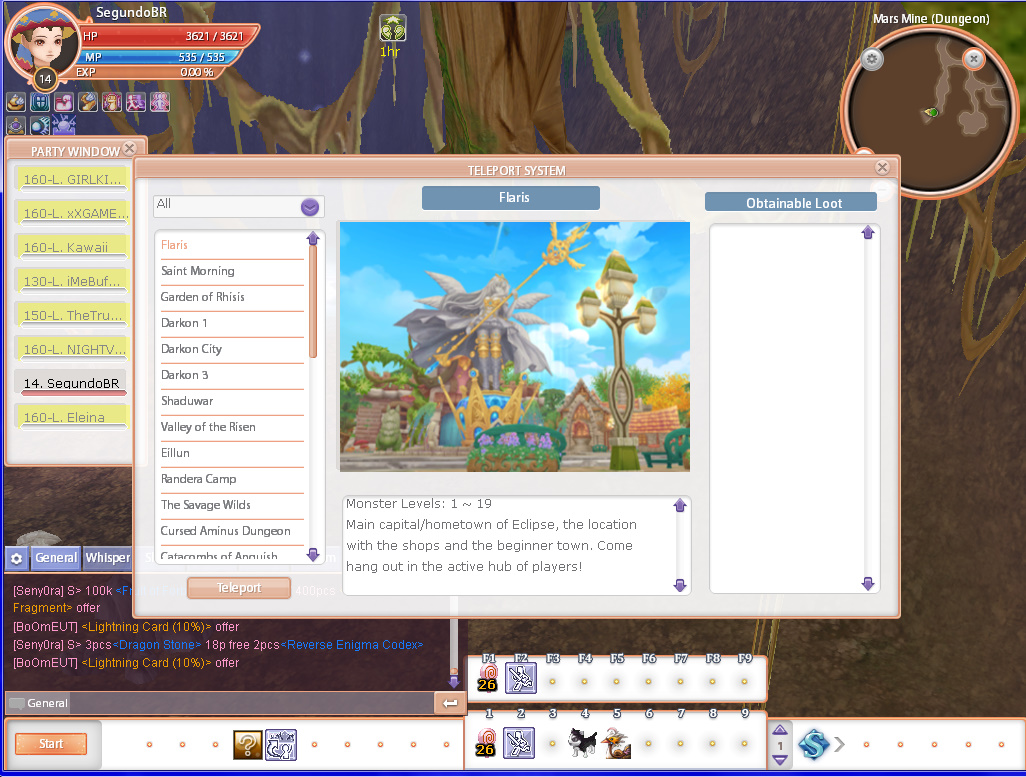 SegundoBR
HP 3621 / 3621
MP 535 / 535
EXP 0.00 %
14
1hr
Mars Mine (Dungeon)
PARTY WINDOW
160-L. GIRLKI...
160-L. xXGAME...
160-L. Kawaii
130-L. iMeBuf...
150-L. TheTru...
160-L. NIGHTV...
14. SegundoBR
160-L. Eleina
TELEPORT SYSTEM
All
Flaris
Saint Morning
Garden of Rhisis
Darkon 1
Darkon City
Darkon 3
Shaduwar
Valley of the Risen
Eillun
Randera Camp
The Savage Wilds
Cursed Aminus Dungeon
Catacombs of Anguish
Teleport
Flaris
Monster Levels: 1 ~ 19
Main capital/hometown of Eclipse, the location
with the shops and the beginner town. Come
hang out in the active hub of players!
Obtainable Loot
General Whisper
[Seny0ra] S> 100k 400pcs
Fragment> offer
[BoOmEUT] <Lightning Card (10%)> offer
[Seny0ra] S> 3pcs<Dragon Stone> 18p free 2pcs<Reverse Enigma Codex>
[BoOmEUT] <Lightning Card (10%)> offer
General
F1 F2 F3 F4 F5 F6 F7 F8 F9
26
1 2 3 4 5 6 7 8 9
26
1
Start